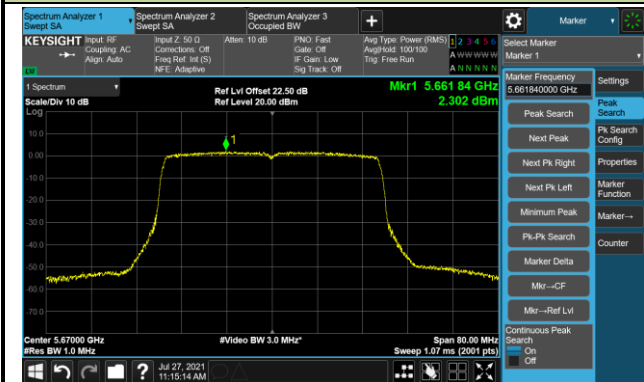 Spectrum Analyzer 1
Swept SA
Spectrum Analyzer 2
Swept SA
Spectrum Analyzer 3
Occupied BW
+
Marker
KEYSIGHT
Input: RF
Coupling: AC
Align: Auto
Input Z: 50 Ω
Corrections: Off
Freq Ref: Int (S)
NFE: Adaptive
Atten: 10 dB
PNO: Fast
Gate: Off
IF Gain: Low
Sig Track: Off
Avg Type: Power (RMS)
Avg|Hold: 100/100
Trig: Free Run
1 2 3 4 5 6
A W W W W W
A N N N N N
LXI
Select Marker
Marker 1
1 Spectrum
Scale/Div 10 dB
Ref Lvl Offset 22.50 dB
Ref Level 20.00 dBm
Mkr1 5.661 84 GHz
2.302 dBm
Log
10.0
0.00
-10.0
-20.0
-30.0
-40.0
-50.0
-60.0
-70.0
1
Center 5.67000 GHz
#Res BW 1.0 MHz
#Video BW 3.0 MHz*
Span 80.00 MHz
Sweep 1.07 ms (2001 pts)
Marker Frequency
5.661840000 GHz
Peak Search
Next Peak
Next Pk Right
Next Pk Left
Minimum Peak
Pk-Pk Search
Marker Delta
Mkr→CF
Mkr→Ref Lvl
Continuous Peak
Search
On
Off
Settings
Peak
Search
Pk Search
Config
Properties
Marker
Function
Marker→
Counter
?
Jul 27, 2021
11:15:14 AM